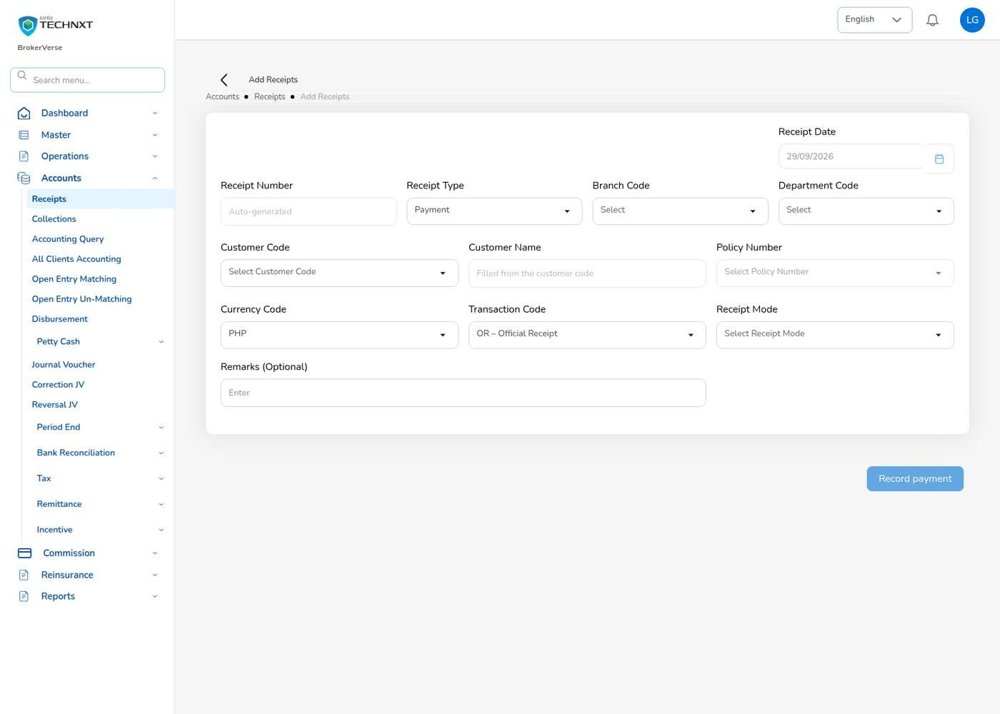 iorta
TECHNXT
BrokerVerse
Search menu...
Dashboard
Master
Operations
Accounts
Receipts
Collections
Accounting Query
All Clients Accounting
Open Entry Matching
Open Entry Un-Matching
Disbursement
Petty Cash
Journal Voucher
Correction JV
Reversal JV
Period End
Bank Reconciliation
Tax
Remittance
Incentive
Commission
Reinsurance
Reports
English
LG
Add Receipts
Accounts • Receipts • Add Receipts
Receipt Date
29/09/2026
Receipt Number Receipt Type Branch Code Department Code
Auto-generated Payment Select Select
Customer Code Customer Name Policy Number
Select Customer Code Filled from the customer code Select Policy Number
Currency Code Transaction Code Receipt Mode
PHP OR – Official Receipt Select Receipt Mode
Remarks (Optional)
Enter
Record payment